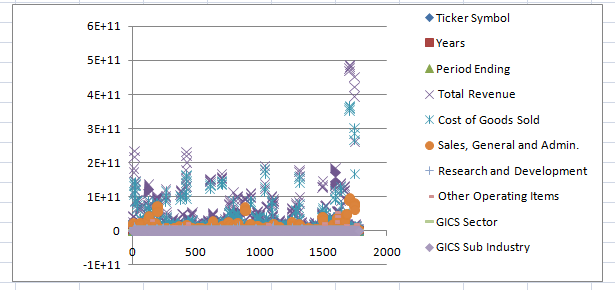 6E+11
5E+11
4E+11
3E+11
2E+11
1E+11
0
-1E+11
0 500 1000 1500 2000
Ticker Symbol
Years
Period Ending
Total Revenue
Cost of Goods Sold
Sales, General and Admin.
Research and Development
Other Operating Items
GICS Sector
GICS Sub Industry